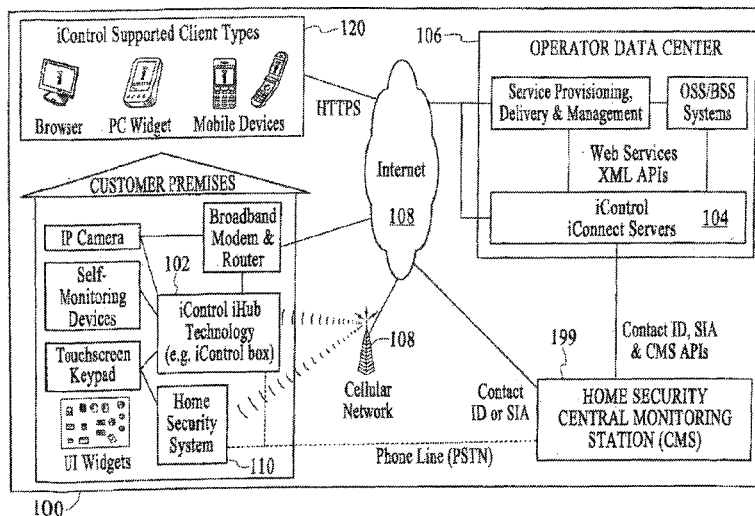 iControl Supported Client Types
120
Browser
PC Widget
Mobile Devices
HTTPS
Internet
108
106
OPERATOR DATA CENTER
Service Provisioning,
Delivery & Management
OSS/BSS
Systems
Web Services
XML APIs
iControl
iConnect Servers
104
CUSTOMER PREMISES
Broadband
Modem &
Router
IP Camera
102
Self-
Monitoring
Devices
iControl iHub
Technology
(e.g. iControl box)
Touchscreen
Keypad
Home
Security
System
UI Widgets
110
108
Cellular
Network
Contact
ID or SIA
Contact ID, SIA
& CMS APIs
199
HOME SECURITY
CENTRAL MONITORING
STATION (CMS)
Phone Line (PSTN)
100